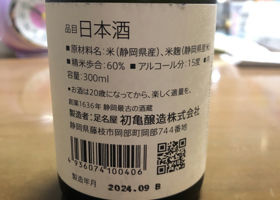 品目 日本酒
●原材料名：米（静岡県産）、米麹（静岡県産米
●精米歩合：60% ●アルコール分：15度
容量：300ml
●お酒は20歳になってから。楽しく適量を。
創業1636年 静岡最古の酒蔵
製造者：足名屋 初亀醸造株式会社
静岡県藤枝市岡部町岡部744番地
4 936074 100406
製造年月 2024.09 B